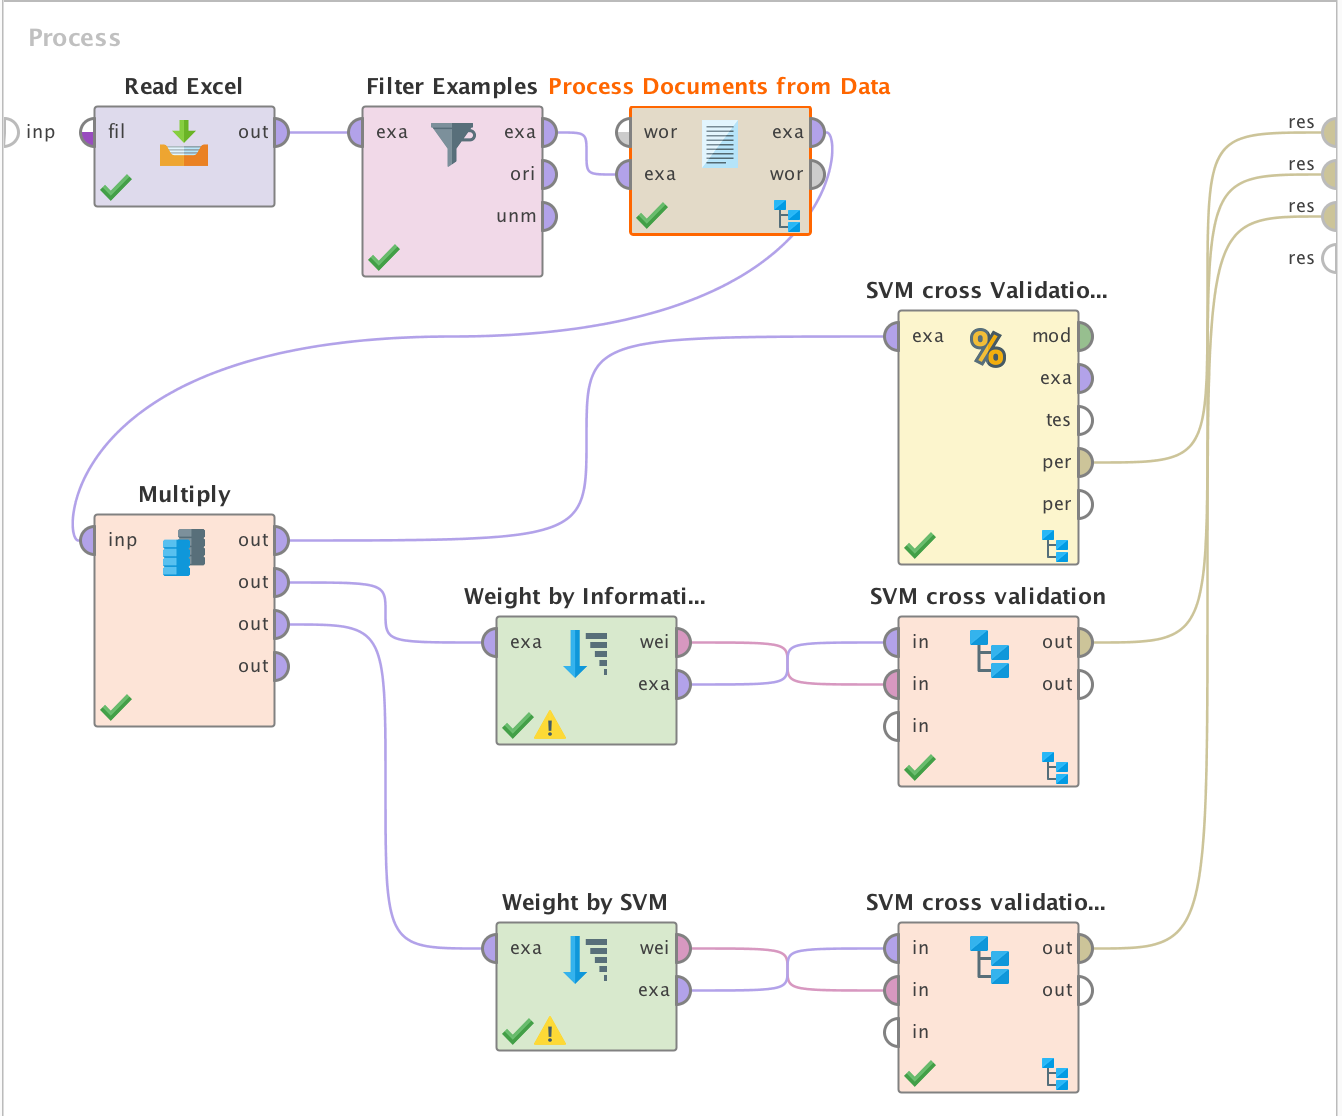 Process
Read Excel
inp
fil
out
Filter Examples
exa
exa
ori
unm
Process Documents from Data
wor
exa
exa
wor
res
res
res
res
SVM cross Validatio...
exa
mod
exa
tes
per
per
Multiply
inp
out
out
out
out
Weight by Informati...
exa
wei
exa
SVM cross validation
in
out
in
out
in
Weight by SVM
exa
wei
exa
SVM cross validatio...
in
out
in
out
in